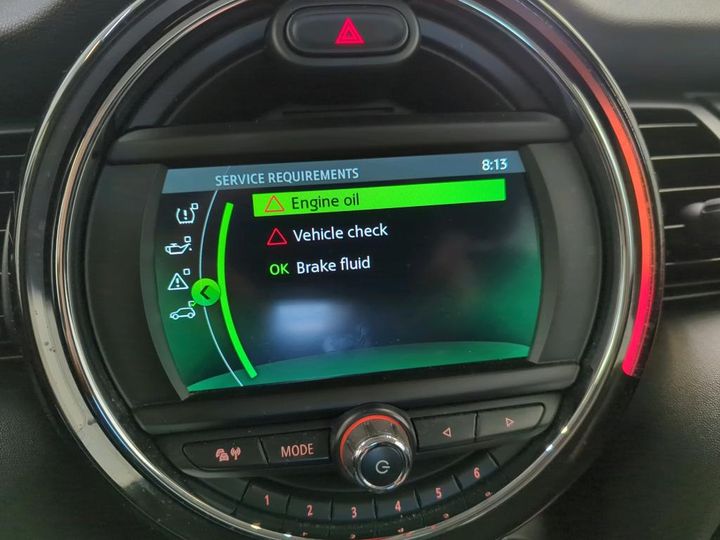 SERVICE REQUIREMENTS 8:13
Engine oil
Vehicle check
OK Brake fluid
MODE
1 2 3 4 5 6